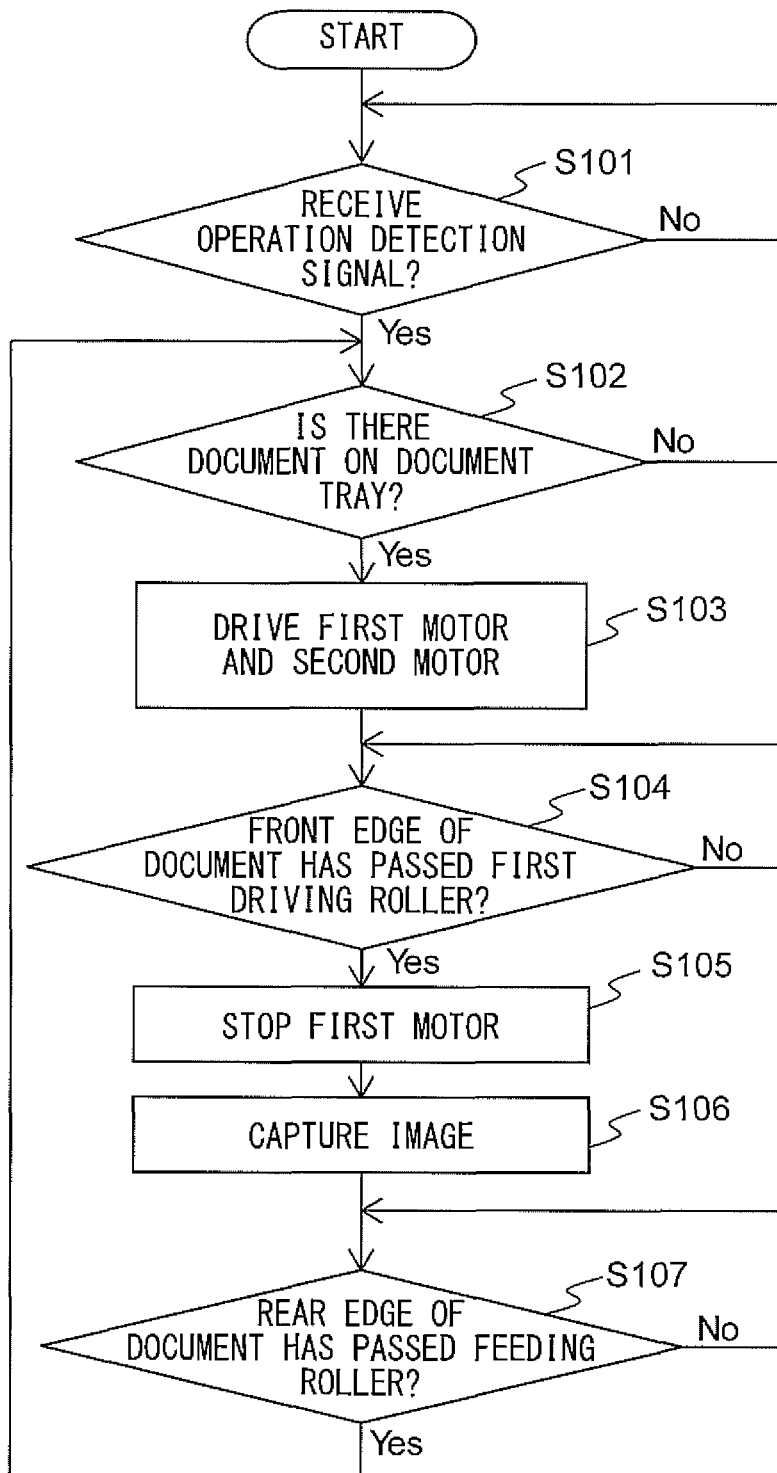 START
S101
RECEIVE
OPERATION DETECTION
SIGNAL?
No
Yes
S102
IS THERE
DOCUMENT ON DOCUMENT
TRAY?
No
Yes
S103
DRIVE FIRST MOTOR
AND SECOND MOTOR
S104
FRONT EDGE OF
DOCUMENT HAS PASSED FIRST
DRIVING ROLLER?
No
Yes
S105
STOP FIRST MOTOR
S106
CAPTURE IMAGE
S107
REAR EDGE OF
DOCUMENT HAS PASSED FEEDING
ROLLER?
No
Yes